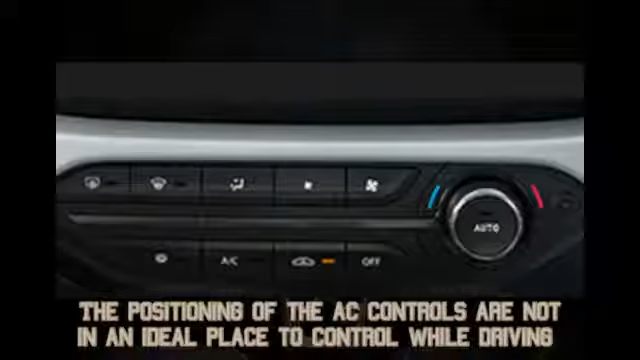 AUTO
A/C
OFF
THE POSITIONING OF THE AC CONTROLS ARE NOT
IN AN IDEAL PLACE TO CONTROL WHILE DRIVING